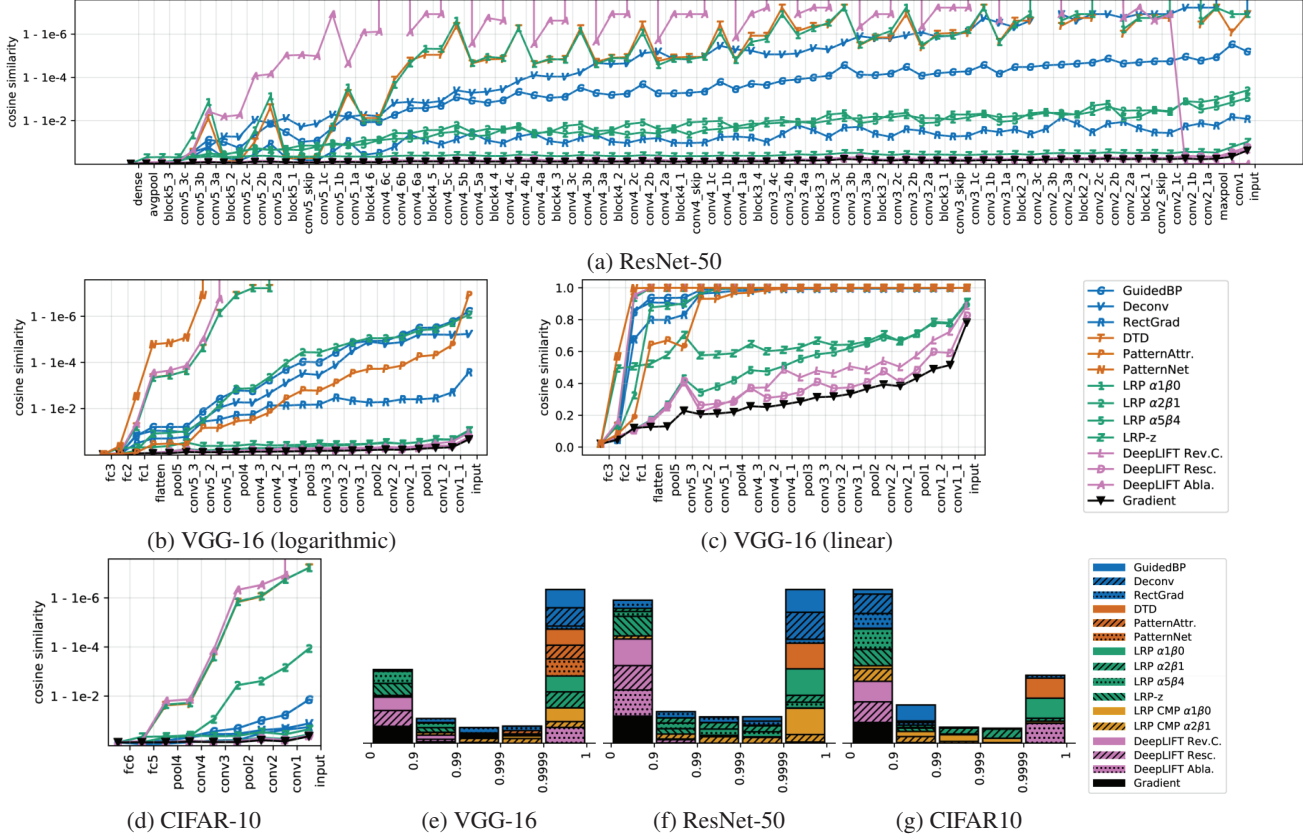 cosine similarity
1 - 1e-6
1 - 1e-4
1 - 1e-2
dense
avgpool
block5_3
conv5_3c
conv5_3b
conv5_3a
block5_2
conv5_2c
conv5_2b
conv5_2a
block5_1
conv5_skip
conv5_1c
conv5_1b
conv5_1a
block4_6
conv4_6c
conv4_6b
conv4_6a
block4_5
conv4_5c
conv4_5b
conv4_5a
block4_4
conv4_4c
conv4_4b
conv4_4a
block4_3
conv4_3c
conv4_3b
conv4_3a
block4_2
conv4_2c
conv4_2b
conv4_2a
block4_1
conv4_skip
conv4_1c
conv4_1b
conv4_1a
block3_4
conv3_4c
conv3_4b
conv3_4a
block3_3
conv3_3c
conv3_3b
conv3_3a
block3_2
conv3_2c
conv3_2b
conv3_2a
block3_1
conv3_skip
conv3_1c
conv3_1b
conv3_1a
block2_3
conv2_3c
conv2_3b
conv2_3a
block2_2
conv2_2c
conv2_2b
conv2_2a
block2_1
conv2_skip
conv2_1c
conv2_1b
conv2_1a
maxpool
conv1
input
(a) ResNet-50
cosine similarity
1 - 1e-6
1 - 1e-4
1 - 1e-2
fc3
fc2
fc1
flatten
pool5
conv5_3
conv5_2
conv5_1
pool4
conv4_3
conv4_2
conv4_1
pool3
conv3_3
conv3_2
conv3_1
pool2
conv2_2
conv2_1
pool1
conv1_2
conv1_1
input
(b) VGG-16 (logarithmic)
cosine similarity
1.0
0.8
0.6
0.4
0.2
0.0
fc3
fc2
fc1
flatten
pool5
conv5_3
conv5_2
conv5_1
pool4
conv4_3
conv4_2
conv4_1
pool3
conv3_3
conv3_2
conv3_1
pool2
conv2_2
conv2_1
pool1
conv1_2
conv1_1
input
(c) VGG-16 (linear)
GuidedBP
Deconv
RectGrad
DTD
PatternAttr.
PatternNet
LRP α1β0
LRP α2β1
LRP α5β4
LRP-z
DeepLIFT Rev.C.
DeepLIFT Resc.
DeepLIFT Abla.
Gradient
cosine similarity
1 - 1e-6
1 - 1e-4
1 - 1e-2
fc6
fc5
pool4
conv4
conv3
pool2
conv2
conv1
input
(d) CIFAR-10
0
0.9
0.99
0.999
0.9999
1
(e) VGG-16
0
0.9
0.99
0.999
0.9999
1
(f) ResNet-50
0
0.9
0.99
0.999
0.9999
1
(g) CIFAR10
GuidedBP
Deconv
RectGrad
DTD
PatternAttr.
PatternNet
LRP α1β0
LRP α2β1
LRP α5β4
LRP-z
LRP CMP α1β0
LRP CMP α2β1
DeepLIFT Rev.C.
DeepLIFT Resc.
DeepLIFT Abla.
Gradient